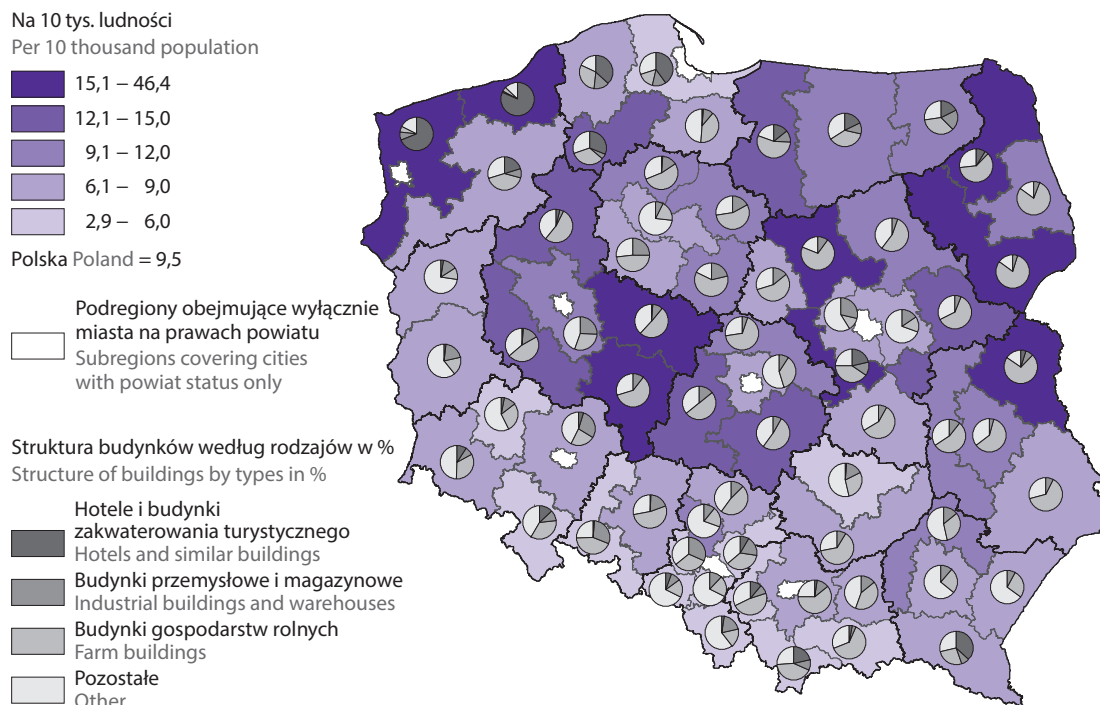 Na 10 tys. ludności
Per 10 thousand population
15,1 – 46,4
12,1 – 15,0
9,1 – 12,0
6,1 – 9,0
2,9 – 6,0
Polska Poland = 9,5
Podregiony obejmujące wyłącznie
miasta na prawach powiatu
Subregions covering cities
with powiat status only
Struktura budynków według rodzajów w %
Structure of buildings by types in %
Hotele i budynki
zakwaterowania turystycznego
Hotels and similar buildings
Budynki przemysłowe i magazynowe
Industrial buildings and warehouses
Budynki gospodarstw rolnych
Farm buildings
Pozostałe
Other